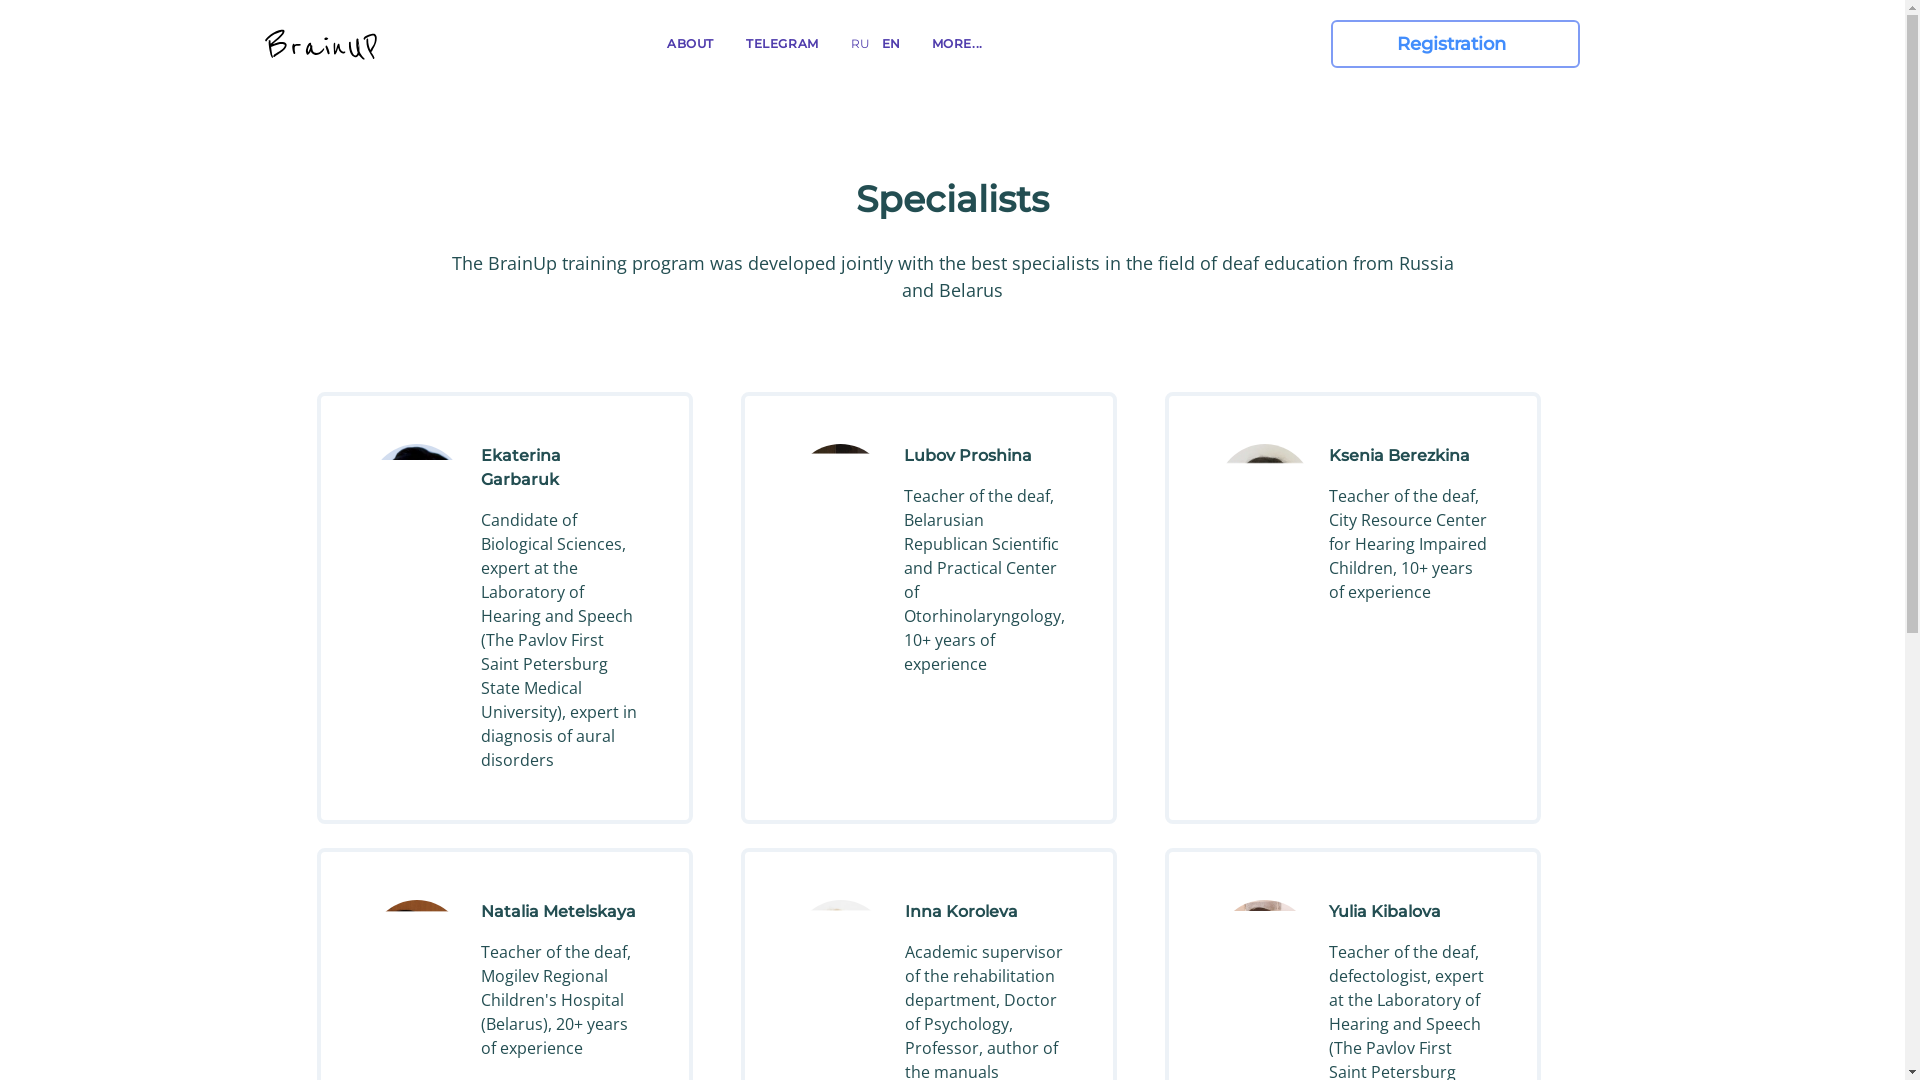 BrainUP
ABOUT
TELEGRAM
RU
EN
MORE...
Registration
Specialists
The BrainUp training program was developed jointly with the best specialists in the field of deaf education from Russia
and Belarus
Ekaterina
Garbaruk
Candidate of
Biological Sciences,
expert at the
Laboratory of
Hearing and Speech
(The Pavlov First
Saint Petersburg
State Medical
University), expert in
diagnosis of aural
disorders
Lubov Proshina
Teacher of the deaf,
Belarusian
Republican Scientific
and Practical Center
of
Otorhinolaryngology,
10+ years of
experience
Ksenia Berezkina
Teacher of the deaf,
City Resource Center
for Hearing Impaired
Children, 10+ years
of experience
Natalia Metelskaya
Teacher of the deaf,
Mogilev Regional
Children's Hospital
(Belarus), 20+ years
of experience
Inna Koroleva
Academic supervisor
of the rehabilitation
department, Doctor
of Psychology,
Professor, author of
the manuals
Yulia Kibalova
Teacher of the deaf,
defectologist, expert
at the Laboratory of
Hearing and Speech
(The Pavlov First
Saint Petersburg